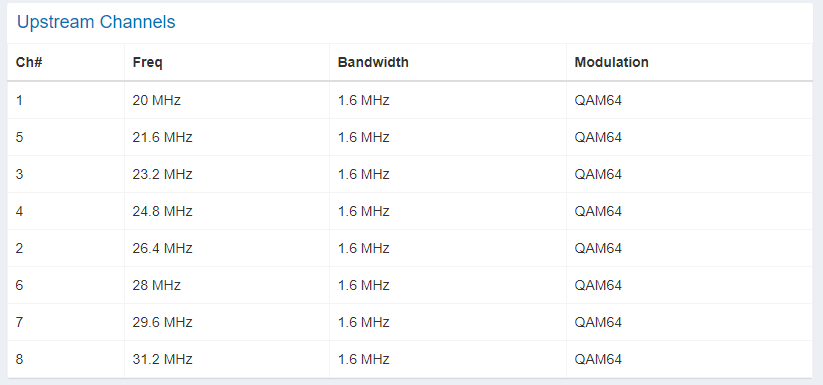 Upstream Channels
Ch# Freq Bandwidth Modulation
1 20 MHz 1.6 MHz QAM64
5 21.6 MHz 1.6 MHz QAM64
3 23.2 MHz 1.6 MHz QAM64
4 24.8 MHz 1.6 MHz QAM64
2 26.4 MHz 1.6 MHz QAM64
6 28 MHz 1.6 MHz QAM64
7 29.6 MHz 1.6 MHz QAM64
8 31.2 MHz 1.6 MHz QAM64